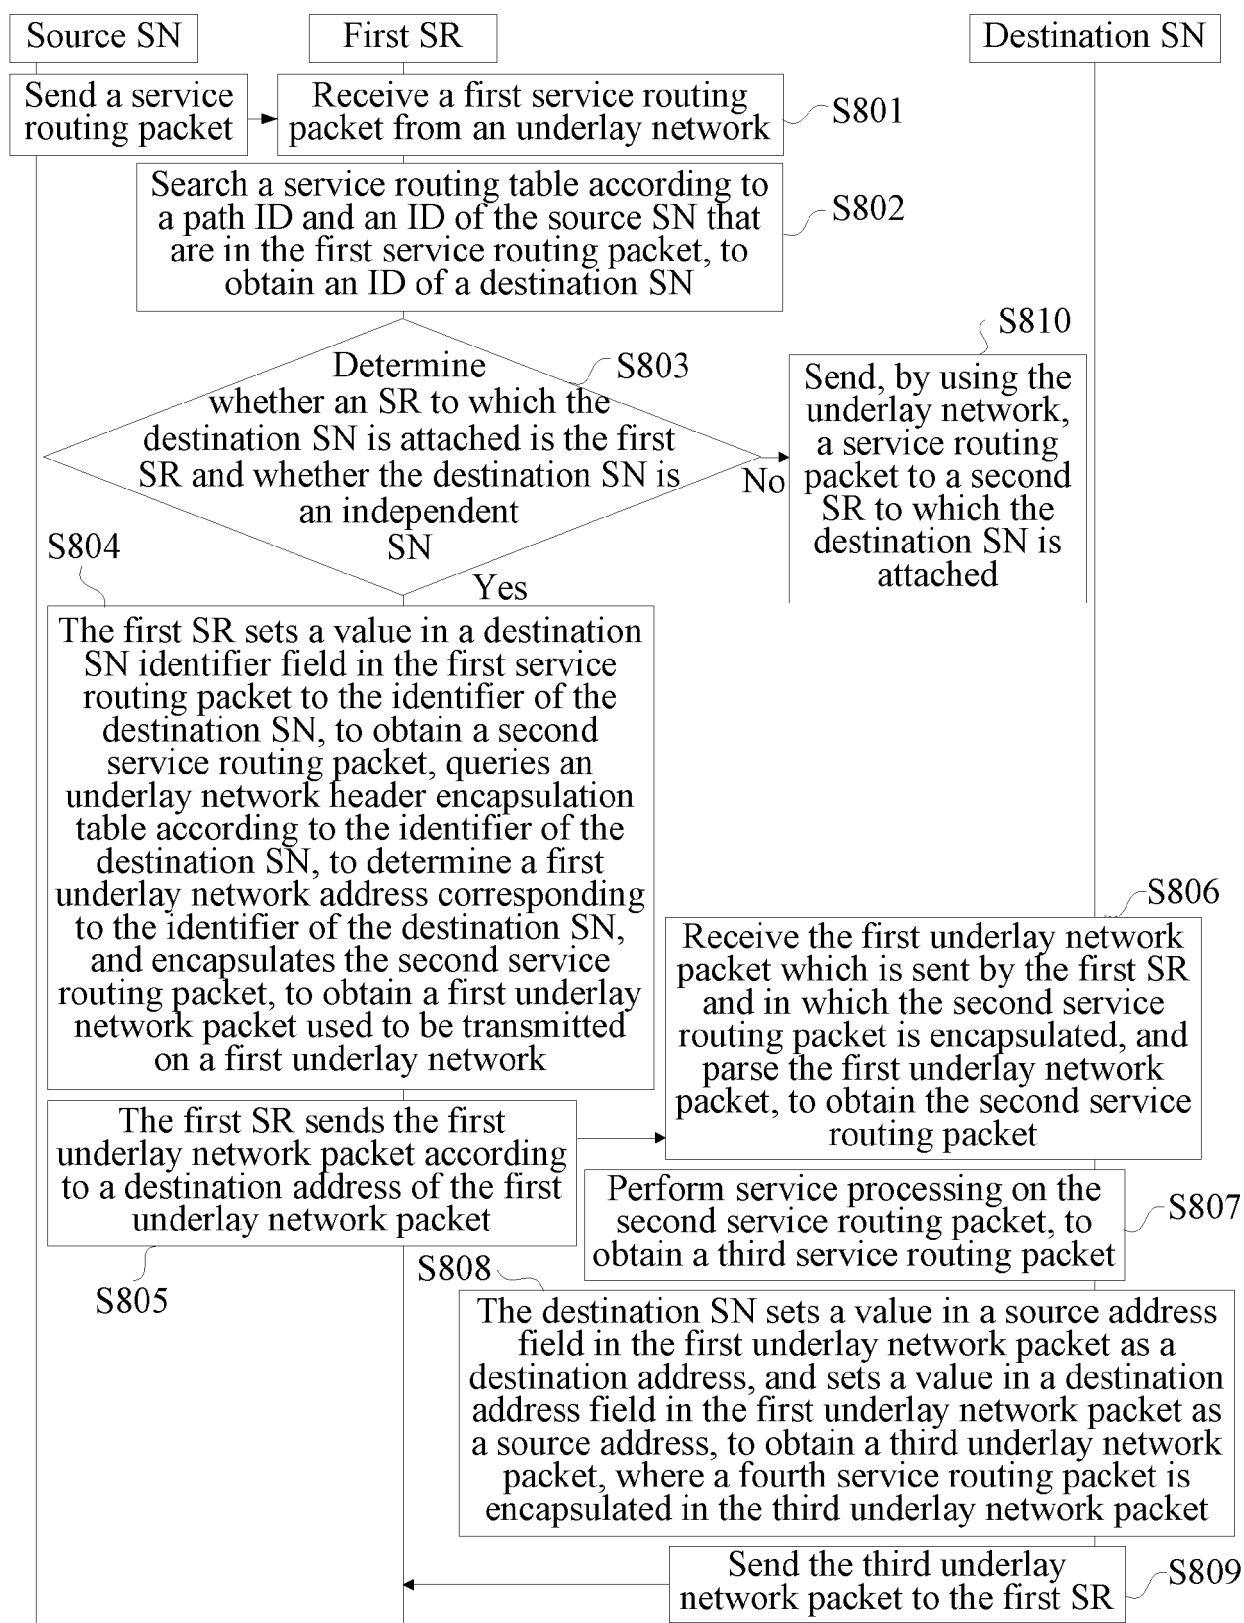 Source SN
First SR
Destination SN
Send a service
routing packet
Receive a first service routing
packet from an underlay network
S801
Search a service routing table according to
a path ID and an ID of the source SN that
are in the first service routing packet, to
obtain an ID of a destination SN
S802
Determine
whether an SR to which the
destination SN is attached is the first
SR and whether the destination SN is
an independent
SN
S803
No
Yes
S810
Send, by using the
underlay network,
a service routing
packet to a second
SR to which the
destination SN is
attached
S804
The first SR sets a value in a destination
SN identifier field in the first service
routing packet to the identifier of the
destination SN, to obtain a second
service routing packet, queries an
underlay network header encapsulation
table according to the identifier of the
destination SN, to determine a first
underlay network address corresponding
to the identifier of the destination SN,
and encapsulates the second service
routing packet, to obtain a first underlay
network packet used to be transmitted
on a first underlay network
The first SR sends the first
underlay network packet according
to a destination address of the first
underlay network packet
S805
S806
Receive the first underlay network
packet which is sent by the first SR
and in which the second service
routing packet is encapsulated, and
parse the first underlay network
packet, to obtain the second service
routing packet
Perform service processing on the
second service routing packet, to
obtain a third service routing packet
S807
S808
The destination SN sets a value in a source address
field in the first underlay network packet as a
destination address, and sets a value in a destination
address field in the first underlay network packet as
a source address, to obtain a third underlay network
packet, where a fourth service routing packet is
encapsulated in the third underlay network packet
Send the third underlay
network packet to the first SR
S809